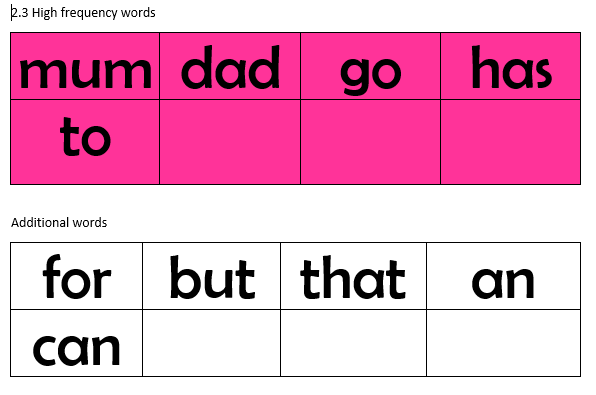 2.3 High frequency words
mum dad go has
to
Additional words
for but that an
can